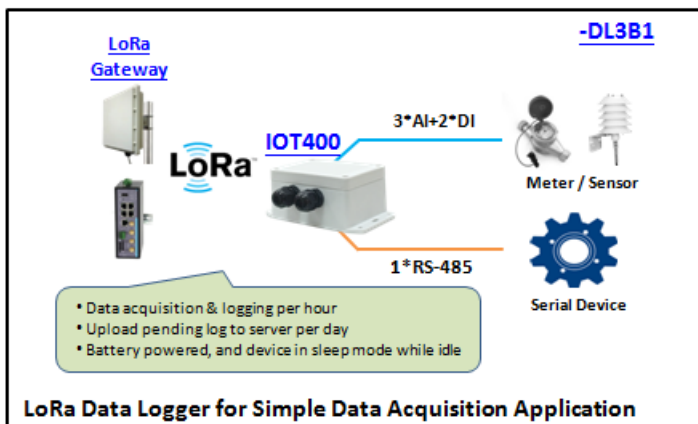 -DL3B1
LoRa
Gateway
LoRa™
IOT400
3*AI+2*DI
Meter / Sensor
1*RS-485
Serial Device
• Data acquisition & logging per hour
• Upload pending log to server per day
• Battery powered, and device in sleep mode while idle
LoRa Data Logger for Simple Data Acquisition Application